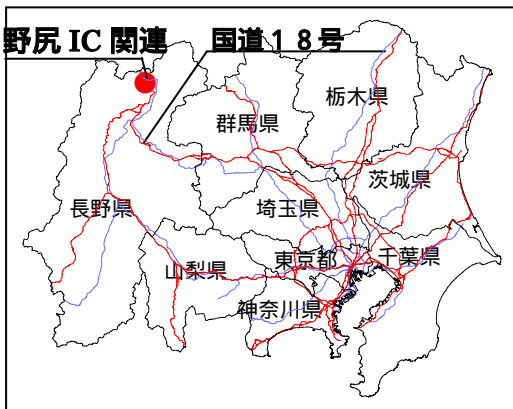 野尻 IC 関連
国道１８号
栃木県
群馬県
茨城県
長野県
埼玉県
東京都
千葉県
山梨県
神奈川県